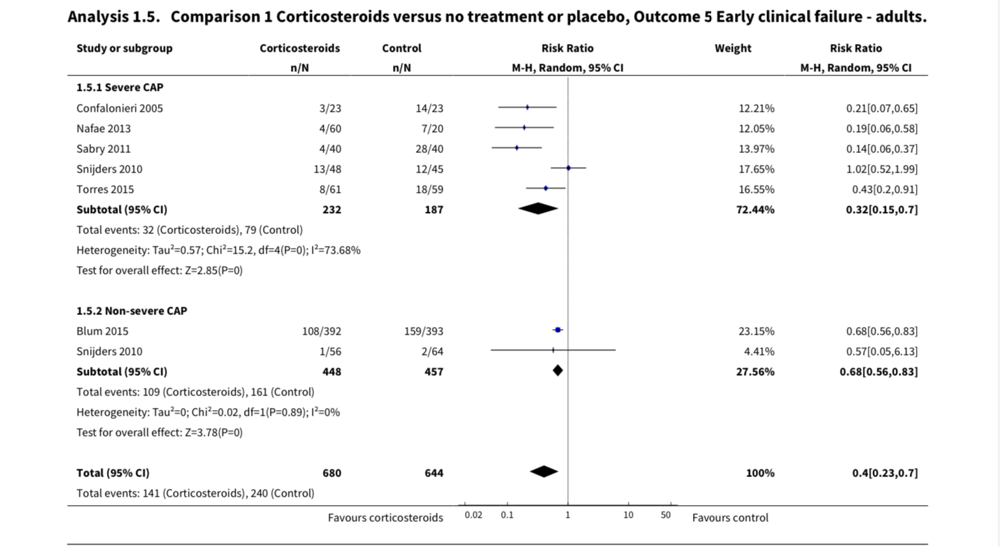 Analysis 1.5. Comparison 1 Corticosteroids versus no treatment or placebo, Outcome 5 Early clinical failure - adults.
Study or subgroup Corticosteroids Control Risk Ratio Weight Risk Ratio
n/N n/N M-H, Random, 95% CI M-H, Random, 95% CI
1.5.1 Severe CAP
Confalonieri 2005 3/23 14/23 12.21% 0.21[0.07,0.65]
Nafae 2013 4/60 7/20 12.05% 0.19[0.06,0.58]
Sabry 2011 4/40 28/40 13.97% 0.14[0.06,0.37]
Snijders 2010 13/48 12/45 17.65% 1.02[0.52,1.99]
Torres 2015 8/61 18/59 16.55% 0.43[0.2,0.91]
Subtotal (95% CI) 232 187 72.44% 0.32[0.15,0.7]
Total events: 32 (Corticosteroids), 79 (Control)
Heterogeneity: Tau²=0.57; Chi²=15.2, df=4(P=0); I²=73.68%
Test for overall effect: Z=2.85(P=0)
1.5.2 Non-severe CAP
Blum 2015 108/392 159/393 23.15% 0.68[0.56,0.83]
Snijders 2010 1/56 2/64 4.41% 0.57[0.05,6.13]
Subtotal (95% CI) 448 457 27.56% 0.68[0.56,0.83]
Total events: 109 (Corticosteroids), 161 (Control)
Heterogeneity: Tau²=0; Chi²=0.02, df=1(P=0.89); I²=0%
Test for overall effect: Z=3.78(P=0)
Total (95% CI) 680 644 100% 0.4[0.23,0.7]
Total events: 141 (Corticosteroids), 240 (Control)
Favours corticosteroids 0.02 0.1 1 10 50 Favours control